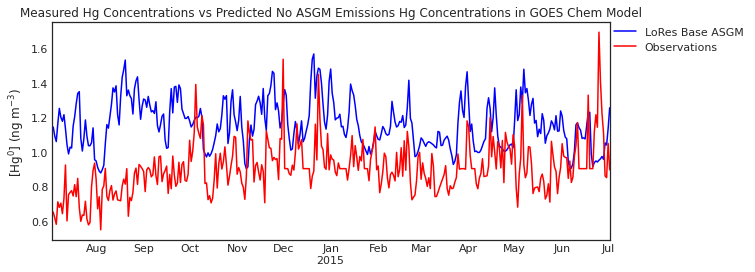 Measured Hg Concentrations vs Predicted No ASGM Emissions Hg Concentrations in GOES Chem Model
LoRes Base ASGM
Observations
[Hg⁰] (ng m⁻³)
1.6
1.4
1.2
1.0
0.8
0.6
Aug Sep Oct Nov Dec Jan Feb Mar Apr May Jun Jul
2015